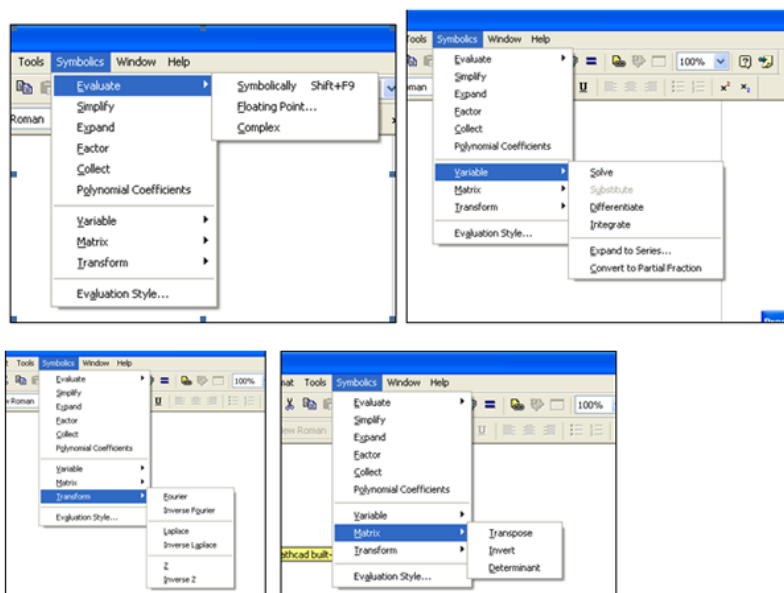 Tools Symbolics Window Help
Evaluate Symbolically Shift+F9
Simplify Floating Point...
Roman Expand Complex
Factor
Collect
Polynomial Coefficients
Variable
Matrix
Transform
Evaluation Style...
Tools Symbolics Window Help
Evaluate 100%
Simplify
Expand U x² x₂
Factor
Collect
Polynomial Coefficients
Variable Solve
Matrix Substitute
Transform Differentiate
Integrate
Evaluation Style...
Expand to Series...
Convert to Partial Fraction
Tools Symbolics Window Help
Evaluate 100%
Simplify
Roman Expand U
Factor
Collect
Polynomial Coefficients
Variable
Matrix
Transform Fourier
Inverse Fourier
Evaluation Style...
Laplace
Inverse Laplace
Z
Inverse Z
mat Tools Symbolics Window Help
Evaluate 100%
Simplify
New Roman Expand U
Factor
Collect
Polynomial Coefficients
Variable
Matrix Transpose
athcad built- Transform Invert
Determinant
Evaluation Style...